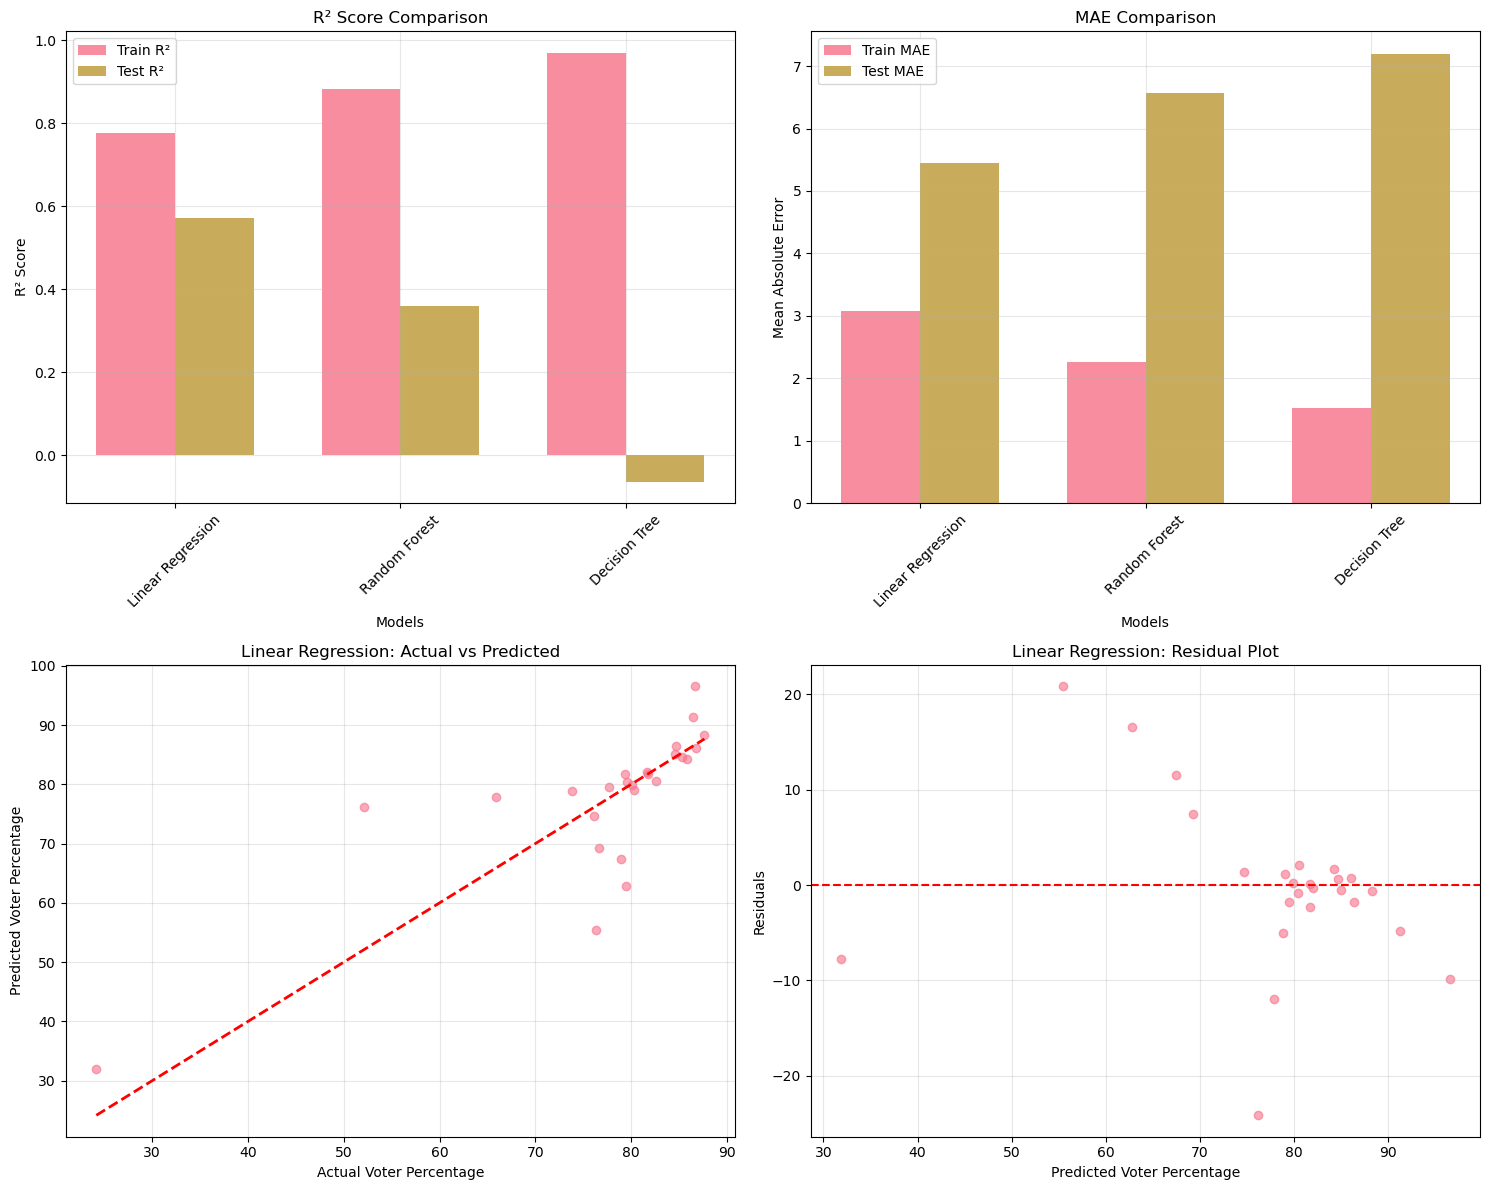 R² Score Comparison
Train R²
Test R²
R² Score
1.0
0.8
0.6
0.4
0.2
0.0
Linear Regression
Random Forest
Decision Tree
Models
MAE Comparison
Train MAE
Test MAE
Mean Absolute Error
7
6
5
4
3
2
1
0
Linear Regression
Random Forest
Decision Tree
Models
Linear Regression: Actual vs Predicted
Predicted Voter Percentage
100
90
80
70
60
50
40
30
30 40 50 60 70 80 90
Actual Voter Percentage
Linear Regression: Residual Plot
Residuals
20
10
0
−10
−20
30 40 50 60 70 80 90
Predicted Voter Percentage